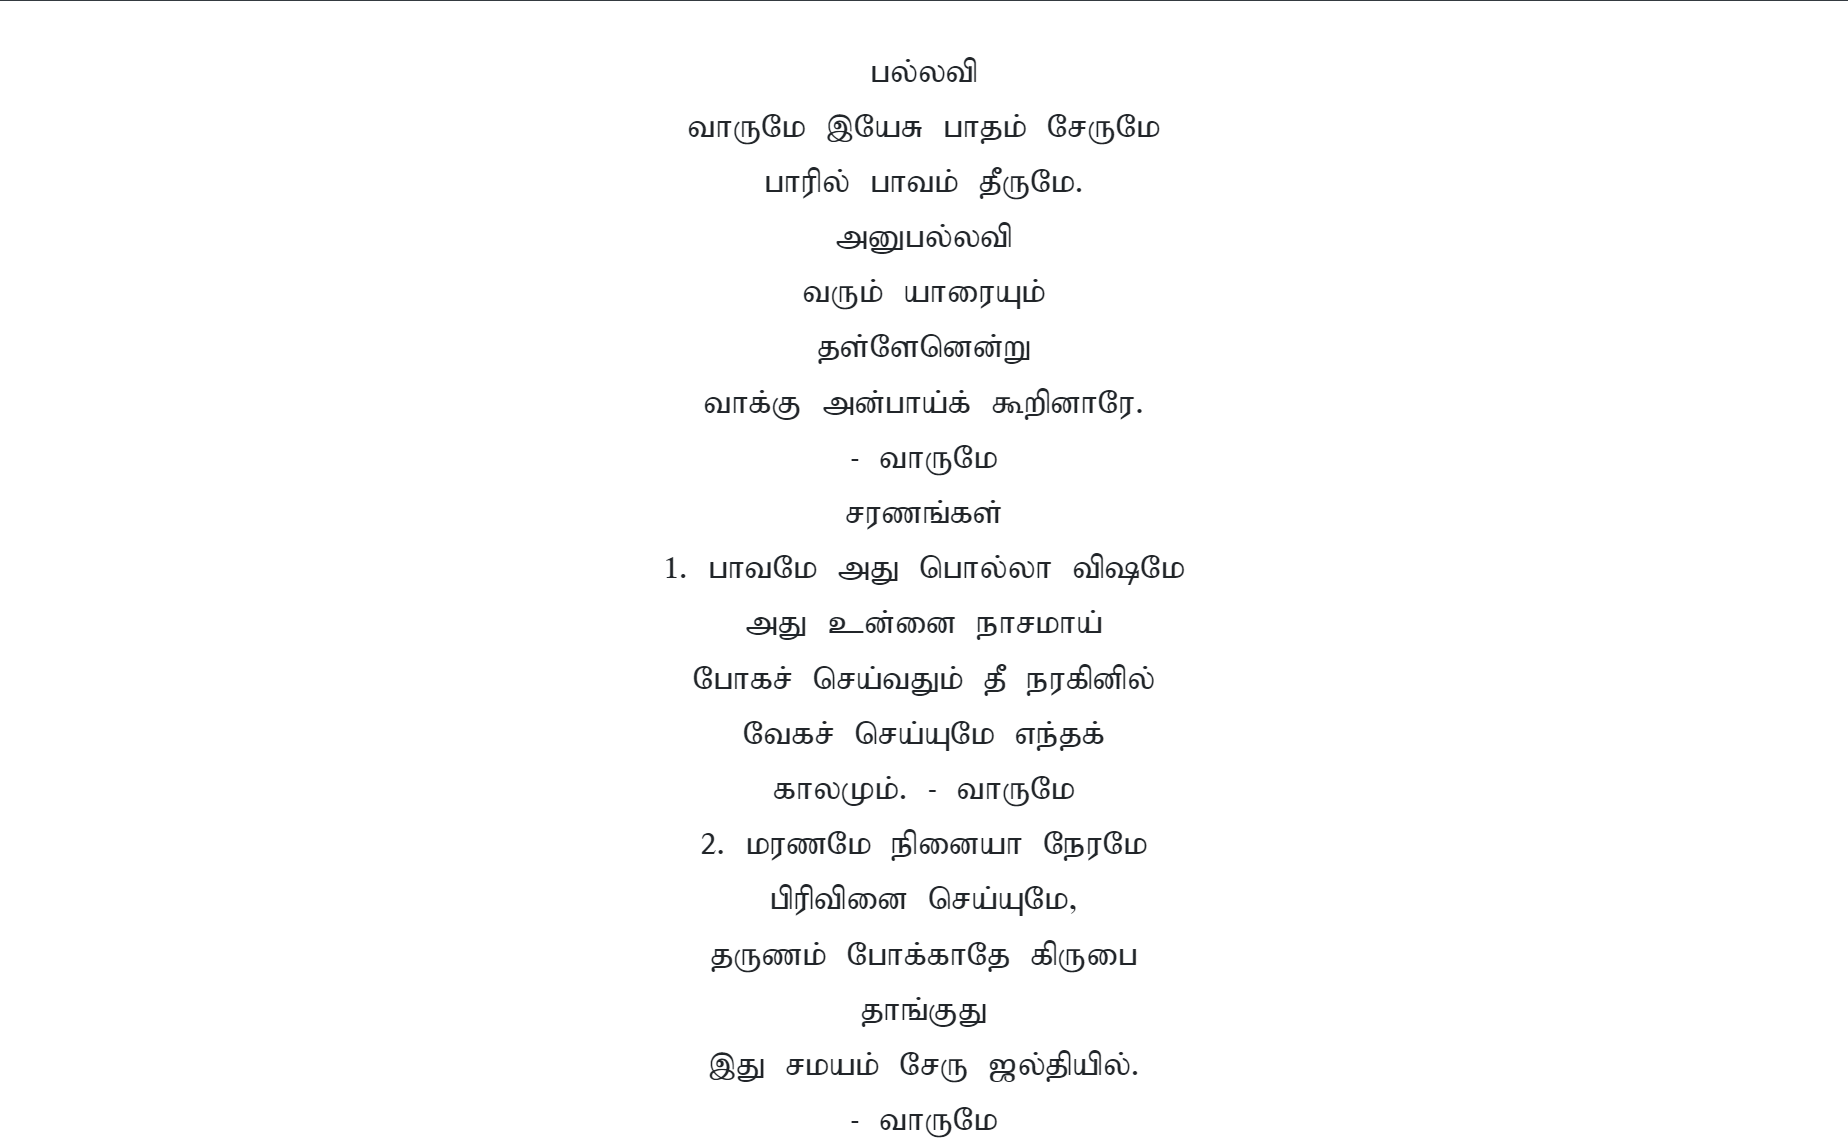 பல்லவி
வாருமே இயேசு பாதம் சேருமே
பாரில் பாவம் தீருமே.
அனுபல்லவி
வரும் யாரையும்
தள்ளேனென்று
வாக்கு அன்பாய்க் கூறினாரே.
- வாருமே
சரணங்கள்
1. பாவமே அது பொல்லா விஷமே
அது உன்னை நாசமாய்
போகச் செய்வதும் தீ நரகினில்
வேகச் செய்யுமே எந்தக்
காலமும். - வாருமே
2. மரணமே நினையா நேரமே
பிரிவினை செய்யுமே,
தருணம் போக்காதே கிருபை
தாங்குது
இது சமயம் சேரு ஜல்தியில்.
- வாருமே